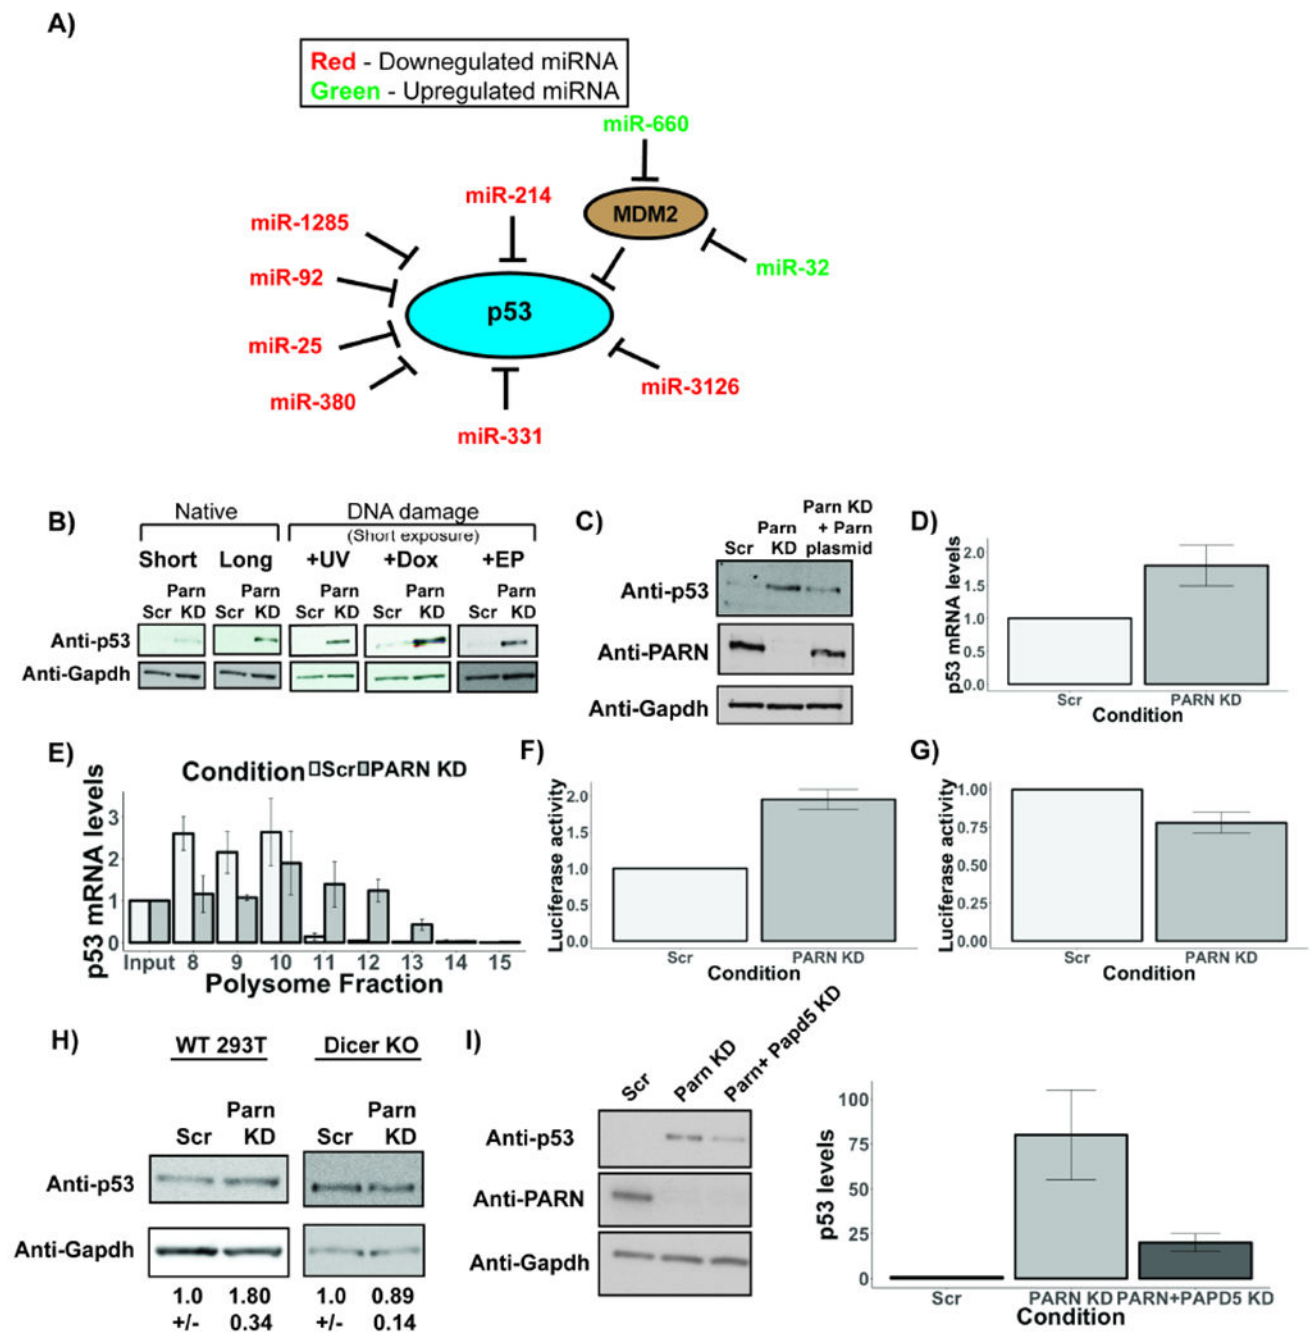 A)
Red - Downegulated miRNA
Green - Upregulated miRNA
miR-660
miR-214
MDM2
miR-1285
miR-92
miR-32
p53
miR-25
miR-380
miR-3126
miR-331
B)
Native
DNA damage
(Short exposure)
Short Long +UV +Dox +EP
Parn Parn Parn Parn Parn
Scr KD Scr KD Scr KD Scr KD Scr KD
Anti-p53
Anti-Gapdh
C)
Parn KD
Parn + Parn
Scr KD plasmid
Anti-p53
Anti-PARN
Anti-Gapdh
D)
p53 mRNA levels
2.0
1.5
1.0
0.5
0.0
Scr PARN KD
Condition
E)
Condition Scr PARN KD
p53 mRNA levels
3
2
1
0
Input 8 9 10 11 12 13 14 15
Polysome Fraction
F)
Luciferase activity
2.0
1.5
1.0
0.5
0.0
Scr PARN KD
Condition
G)
Luciferase activity
1.00
0.75
0.50
0.25
0.00
Scr PARN KD
Condition
H)
WT 293T Dicer KO
Parn Parn
Scr KD Scr KD
Anti-p53
Anti-Gapdh
1.0 1.80 1.0 0.89
+/- 0.34 +/- 0.14
I)
Scr
Parn KD
Parn+ Papd5 KD
Anti-p53
Anti-PARN
Anti-Gapdh
p53 levels
100
75
50
25
0
Scr PARN KD PARN+PAPD5 KD
Condition